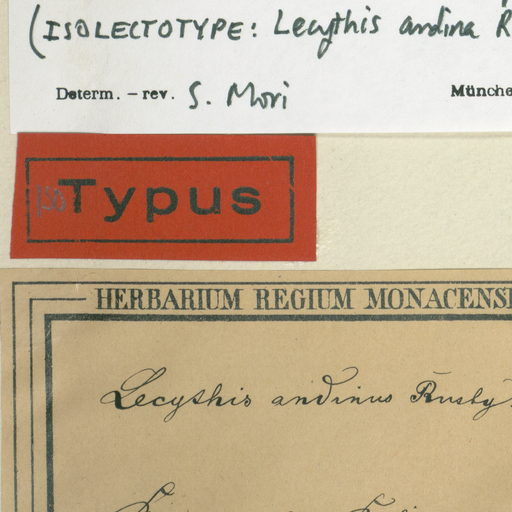 (ISOLECTOTYPE: Lecythis andina R
Determ. – rev. S. Mori Münche
Typus
HERBARIUM REGIUM MONACENSE
Lecythis andinus Rusby.